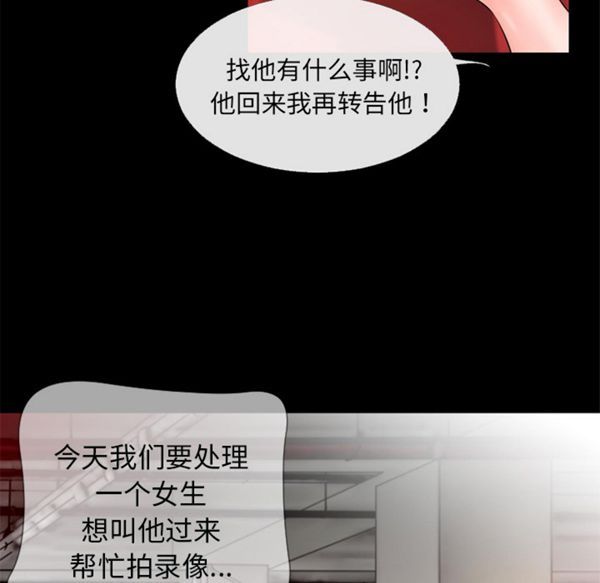 找他有什么事啊!?
他回来我再转告他！
今天我们要处理
一个女生
想叫他过来
帮忙拍录像...